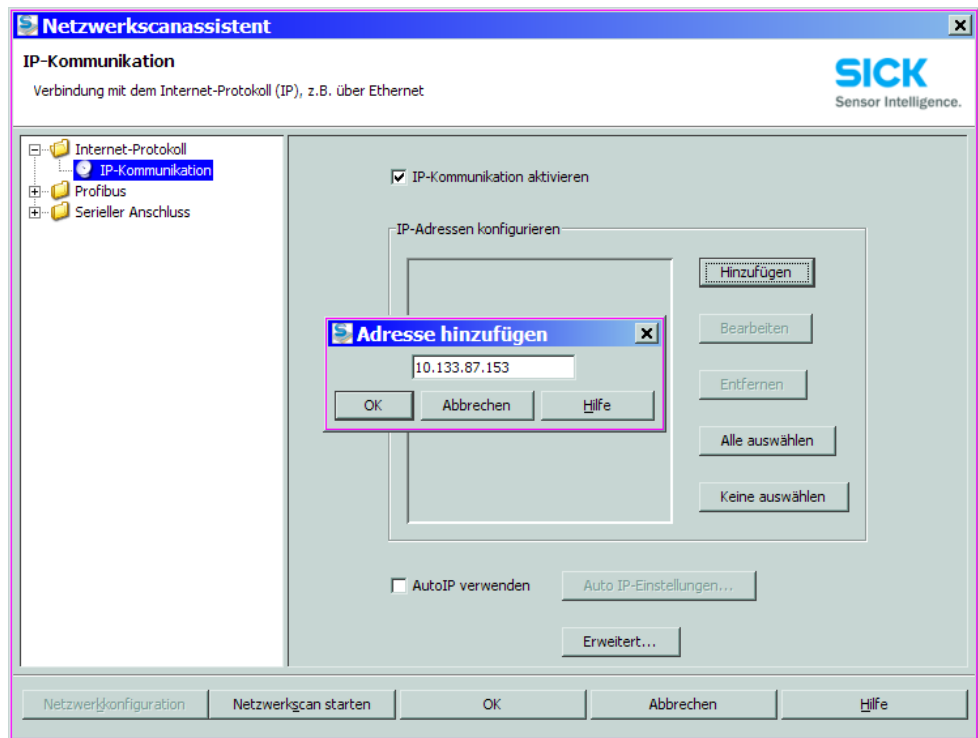 Netzwerkscanassistent
IP-Kommunikation
Verbindung mit dem Internet-Protokoll (IP), z.B. über Ethernet
SICK
Sensor Intelligence.
Internet-Protokoll
IP-Kommunikation
Profibus
Serieller Anschluss
IP-Kommunikation aktivieren
IP-Adressen konfigurieren
Hinzufügen
Bearbeiten
Entfernen
Alle auswählen
Keine auswählen
Adresse hinzufügen
10.133.87.153
OK Abbrechen Hilfe
AutoIP verwenden Auto IP-Einstellungen...
Erweitert...
Netzwerkkonfiguration Netzwerkscan starten OK Abbrechen Hilfe